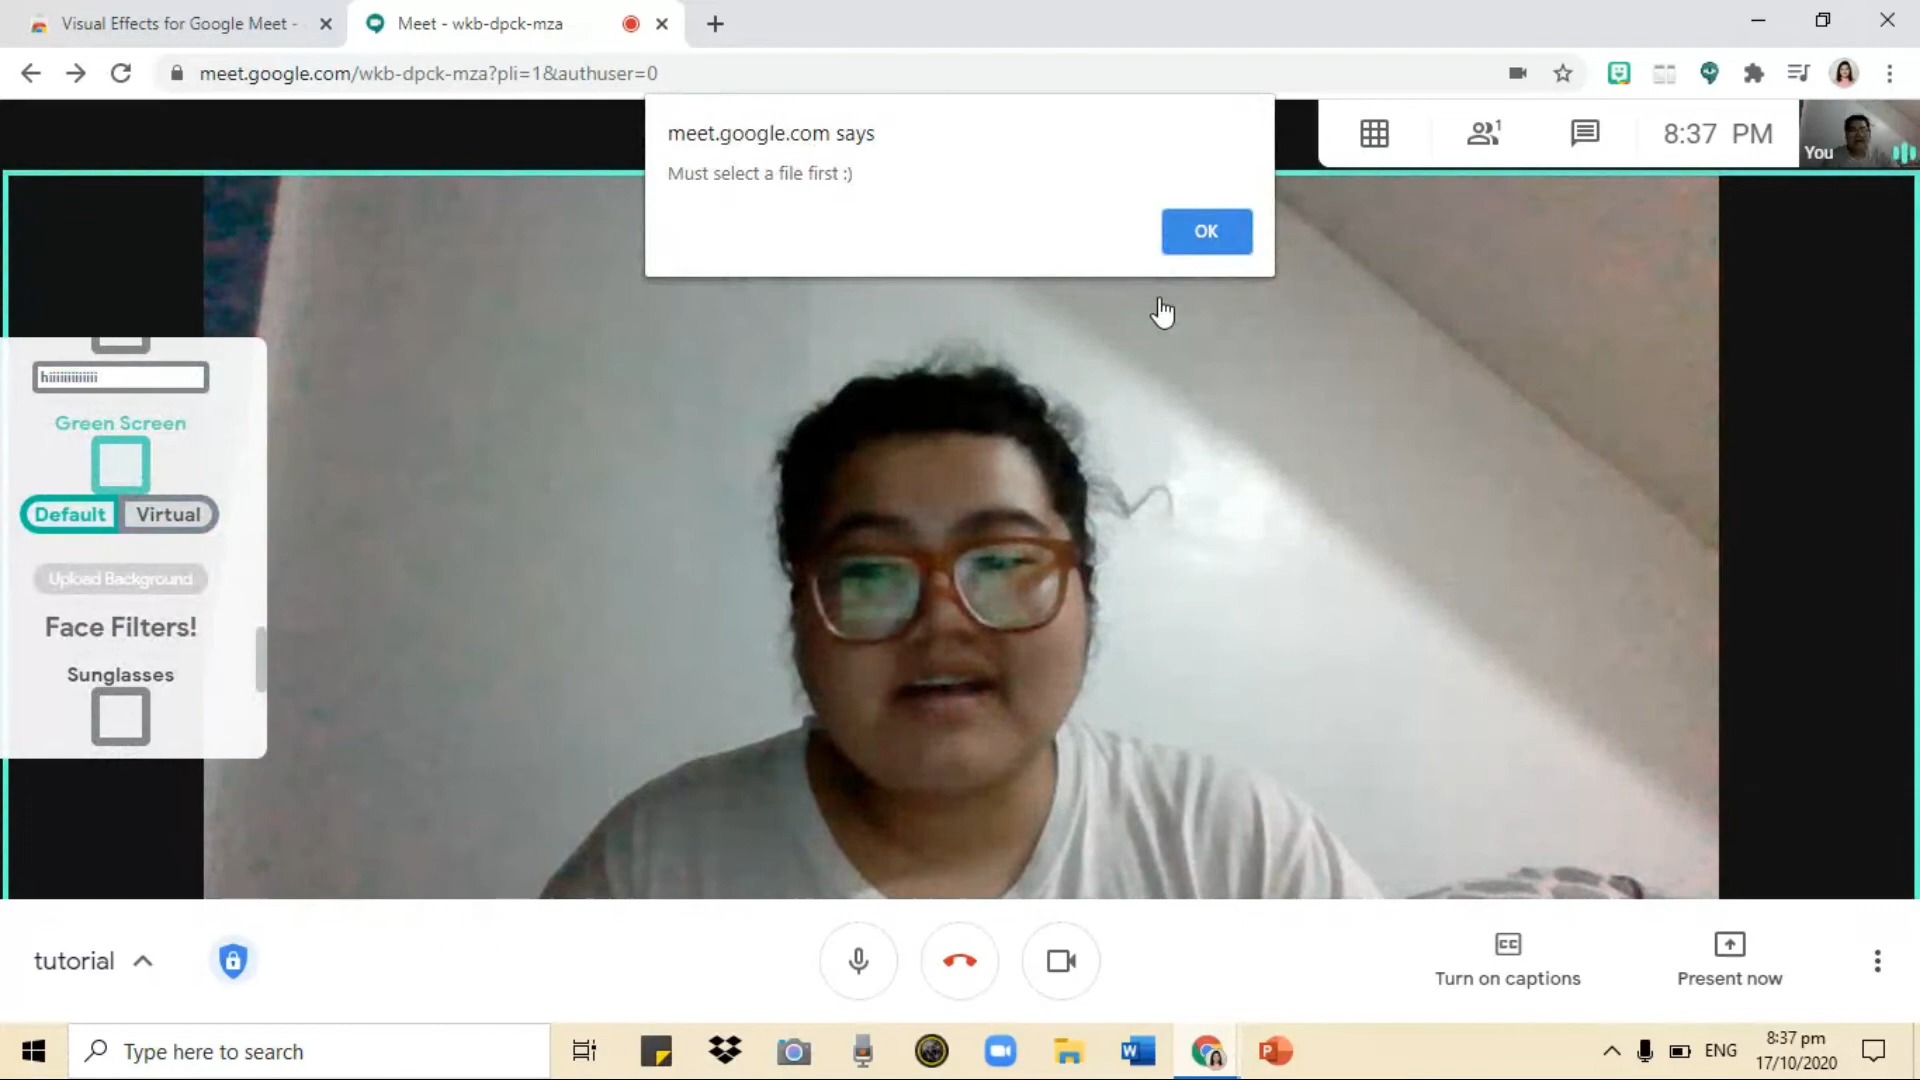 Visual Effects for Google Meet -
Meet - wkb-dpck-mza
meet.google.com/wkb-dpck-mza?pli=1&authuser=0
meet.google.com says
Must select a file first :)
OK
1
8:37 PM
You
hiiiiiiiiiiiii
Green Screen
Default Virtual
Upload Background
Face Filters!
Sunglasses
tutorial
CC
Turn on captions
Present now
Type here to search
W
P
ENG
8:37 pm
17/10/2020